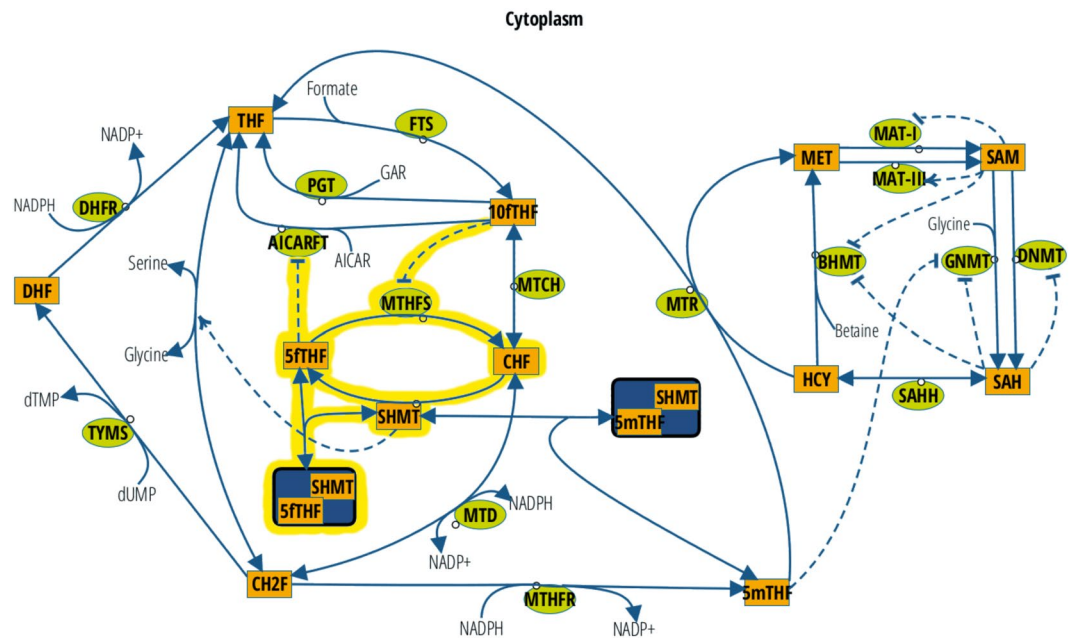 Cytoplasm
Formate
THF
FTS
NADP+
MAT-I
MET
SAM
PGT
GAR
MAT-III
NADPH
DHFR
10fTHF
Glycine
AICARFT
AICAR
BHMT
GNMT
DNMT
Serine
MTCH
DHF
MTHFS
MTR
Betaine
Glycine
5fTHF
CHF
HCY
SAH
SAHH
dTMP
SHMT
SHMT
5mTHF
TYMS
SHMT
5fTHF
dUMP
NADPH
MTD
NADP+
CH2F
5mTHF
MTHFR
NADPH
NADP+